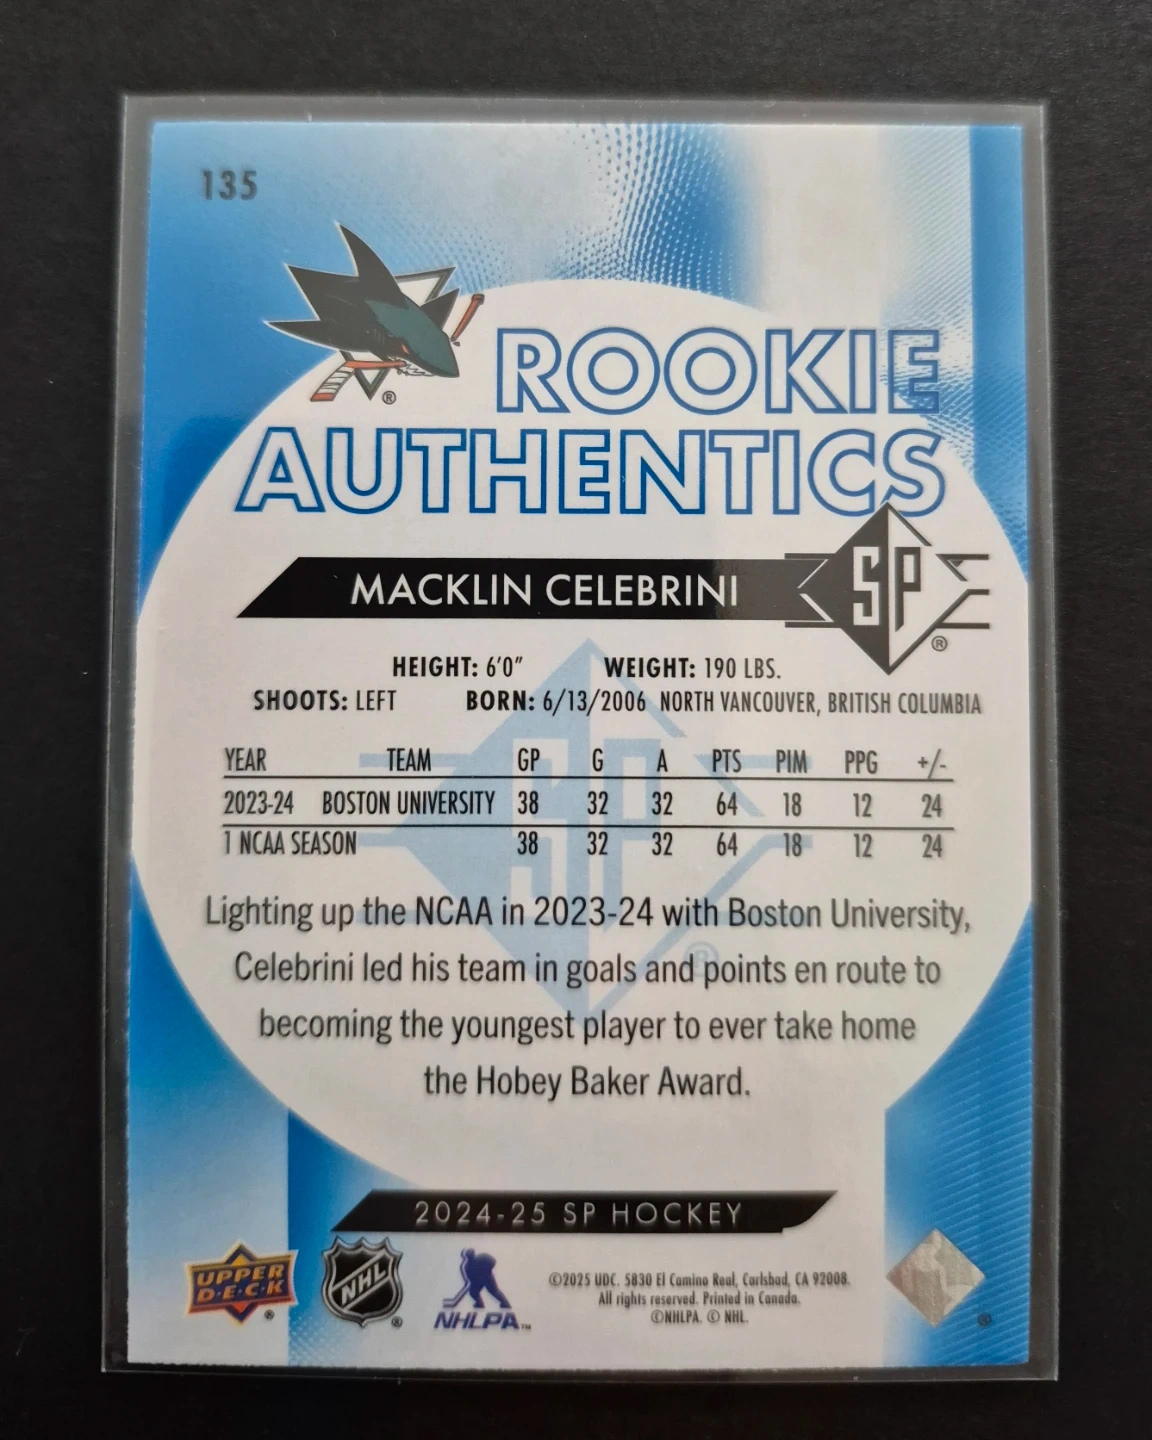 135
®
ROOKIE
AUTHENTICS
MACKLIN CELEBRINI
SP
®
HEIGHT: 6'0" WEIGHT: 190 LBS.
SHOOTS: LEFT BORN: 6/13/2006 NORTH VANCOUVER, BRITISH COLUMBIA
YEAR TEAM GP G A PTS PIM PPG +/-
2023-24 BOSTON UNIVERSITY 38 32 32 64 18 12 24
1 NCAA SEASON 38 32 32 64 18 12 24
SP
®
Lighting up the NCAA in 2023-24 with Boston University,
Celebrini led his team in goals and points en route to
becoming the youngest player to ever take home
the Hobey Baker Award.
2024-25 SP HOCKEY
UPPER
D·E·C·K
®
NHL
®
NHLPA™
©2025 UDC. 5830 El Camino Real, Carlsbad, CA 92008.
All rights reserved. Printed in Canada.
©NHLPA. © NHL.
®